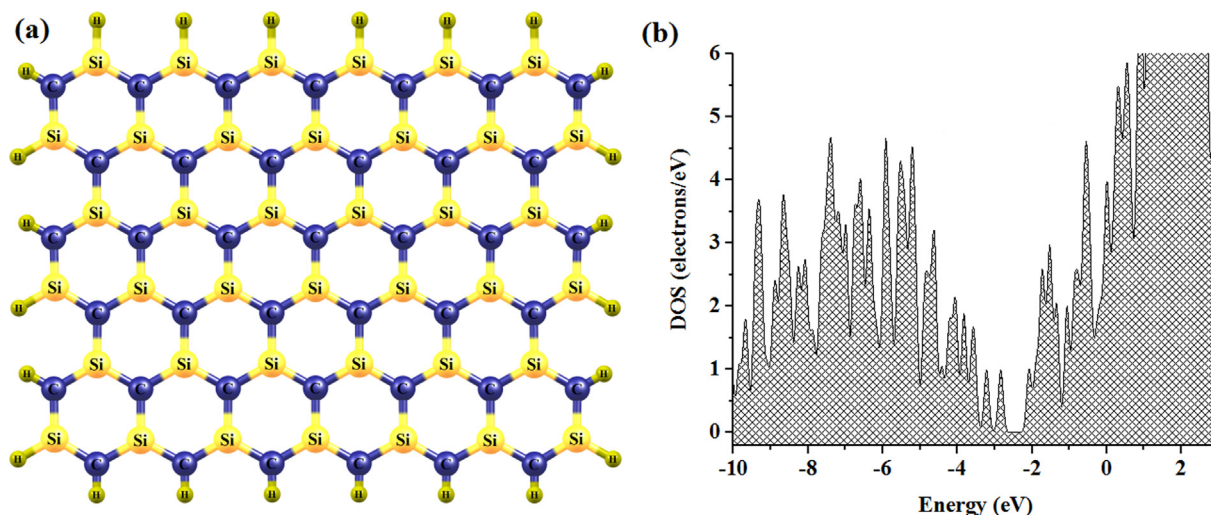 (a)
H H H H H H
Si Si Si Si Si Si
H H
C C C C C C C
Si Si Si Si Si Si Si
H H
C C C C C C
Si Si Si Si Si Si
H H
C C C C C C C
Si Si Si Si Si Si Si
H H
C C C C C C
Si Si Si Si Si Si
H H
C C C C C C C
Si Si Si Si Si Si Si
H H
C C C C C C
H H H H H H
(b)
DOS (electrons/eV)
6
5
4
3
2
1
0
-10 -8 -6 -4 -2 0 2
Energy (eV)